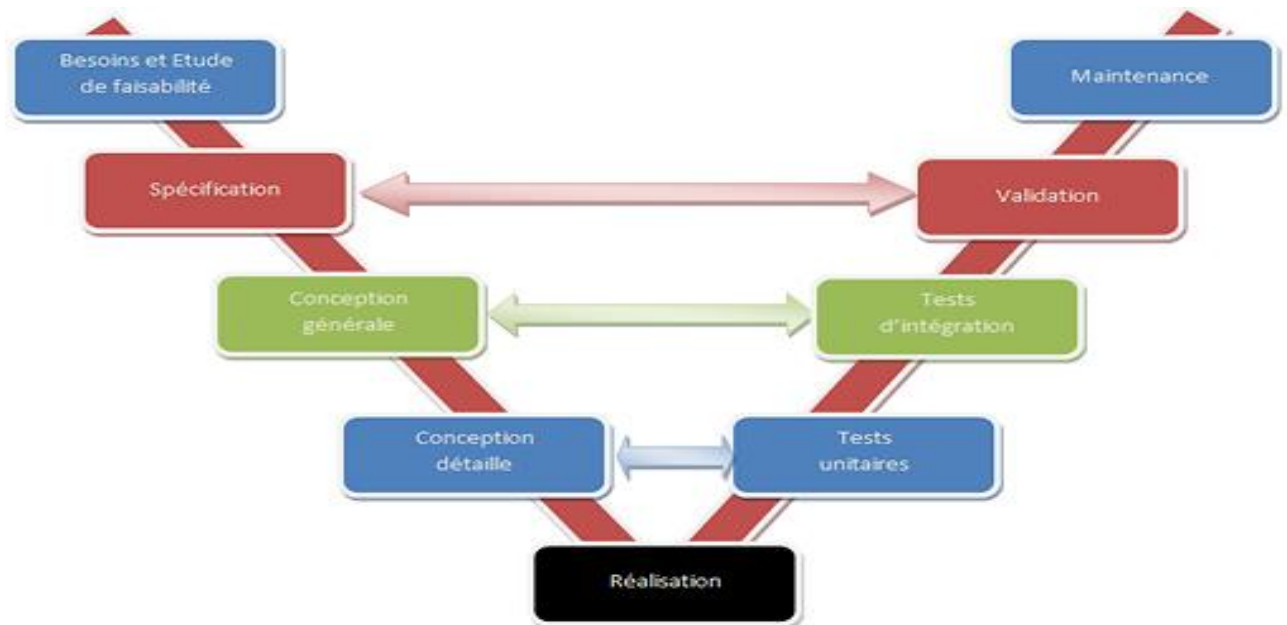 Besoins et Etude
de faisabilité
Maintenance
Spécification
Validation
Conception
générale
Tests
d'intégration
Conception
détaille
Tests
unitaires
Réalisation